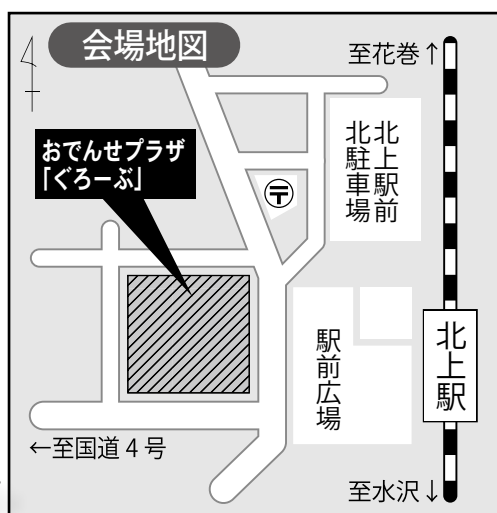 会場地図
至花巻↑
おでんせプラザ
「ぐろーぶ」
北上駅前
北駐車場
〒
北上駅
駅前広場
←至国道4号
至水沢↓